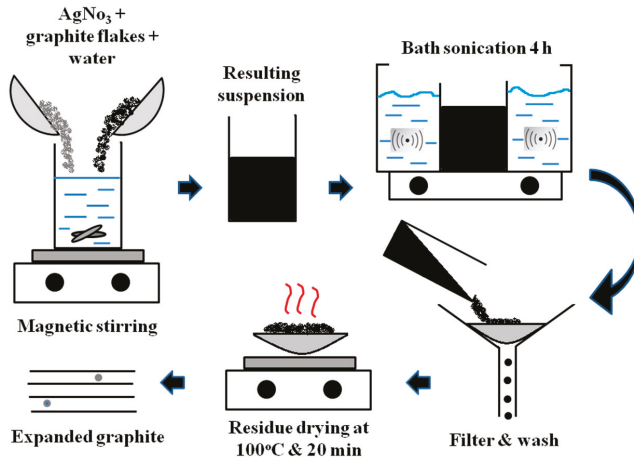 AgNO₃ +
graphite flakes +
water
Resulting
suspension
Bath sonication 4 h
Magnetic stirring
Expanded graphite
Residue drying at
100°C & 20 min
Filter & wash